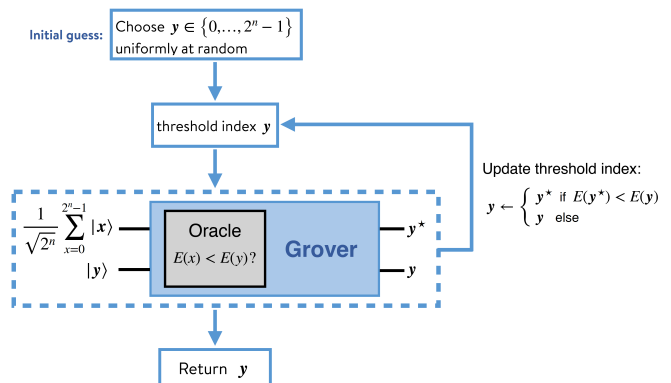 Initial guess:
Choose y ∈ {0,…,2ⁿ − 1}
uniformly at random
threshold index y
Update threshold index:
y ← { y⋆ if E(y⋆) < E(y)
y else
1/√2ⁿ ∑_{x=0}^{2ⁿ−1} |x⟩
|y⟩
Oracle
E(x) < E(y)?
Grover
y⋆
y
Return y